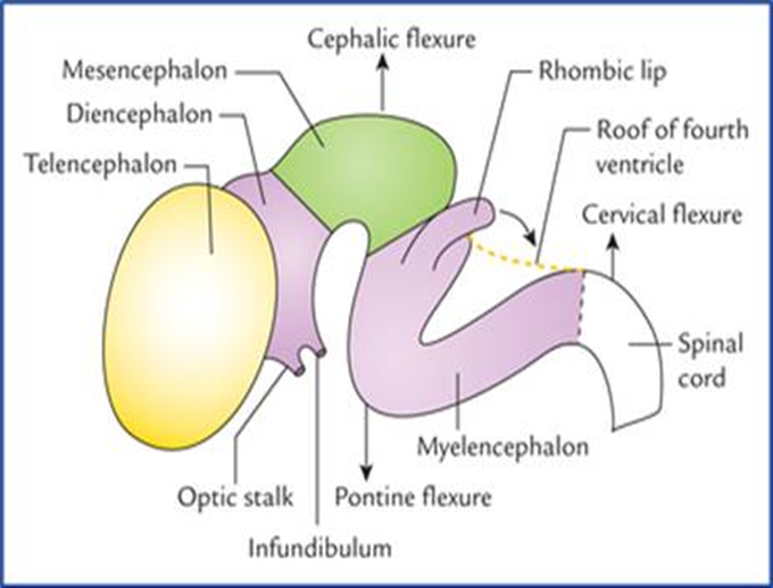 Cephalic flexure
Mesencephalon
Rhombic lip
Diencephalon
Roof of fourth
ventricle
Telencephalon
Cervical flexure
Spinal
cord
Myelencephalon
Optic stalk
Pontine flexure
Infundibulum